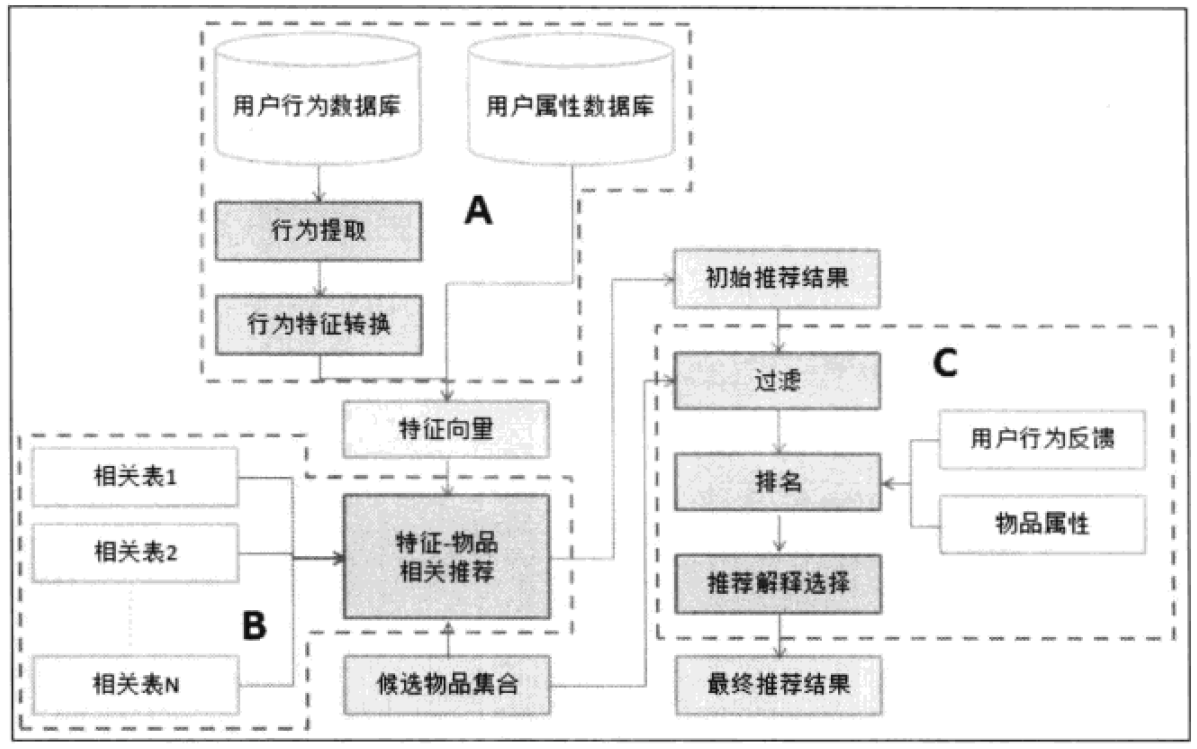 用户行为数据库
用户属性数据库
A
行为提取
行为特征转换
初始推荐结果
过滤
C
特征向量
用户行为反馈
相关表1
排名
物品属性
相关表2
特征-物品
相关推荐
推荐解释选择
B
相关表N
候选物品集合
最终推荐结果